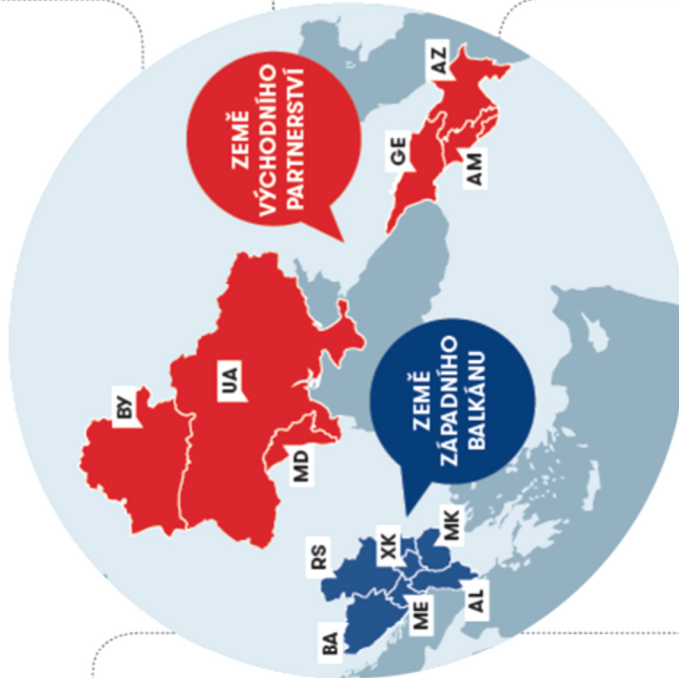 ZEMĚ
VÝCHODNÍHO
PARTNERSTVÍ
BY
UA
MD
GE
AZ
AM
ZEMĚ
ZÁPADNÍHO
BALKÁNU
BA
RS
XK
ME
MK
AL